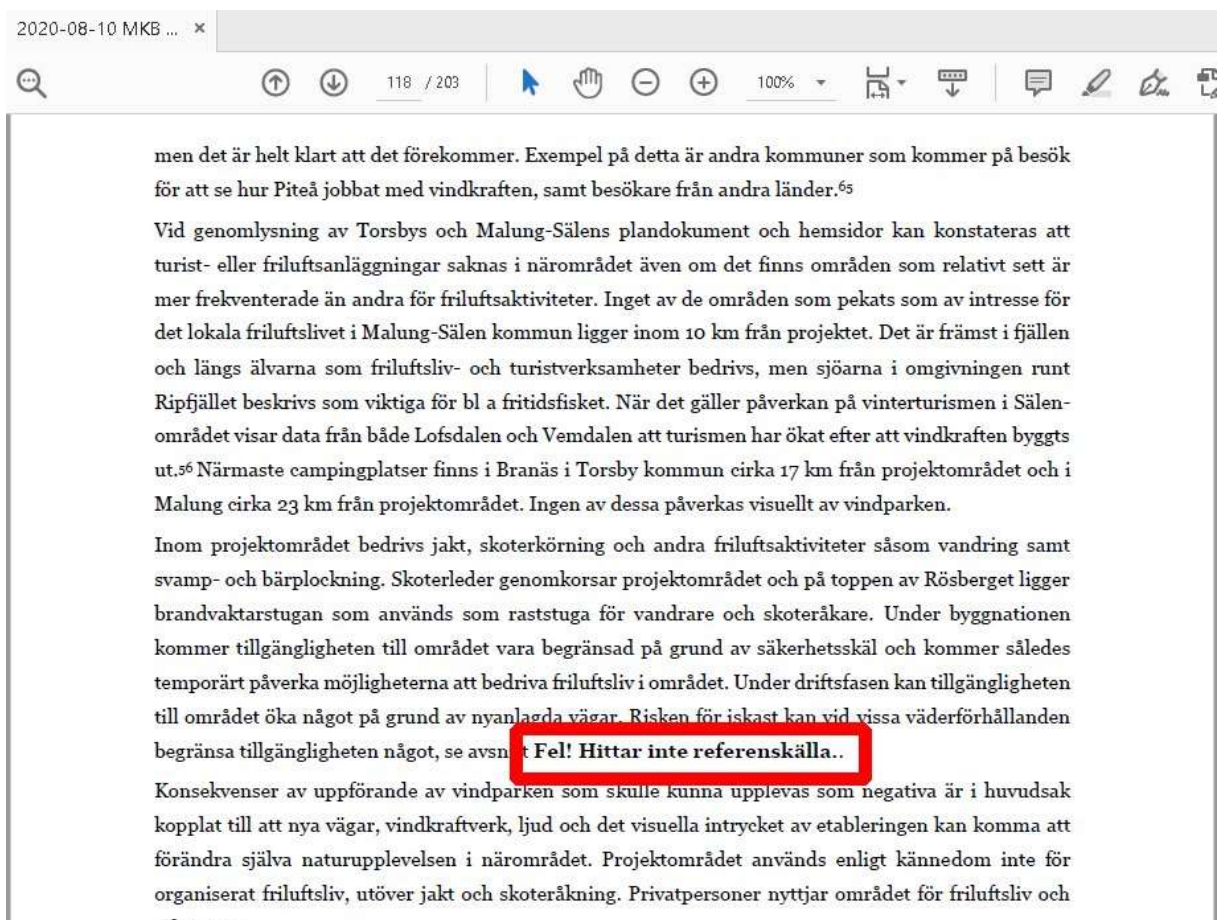 2020-08-10 MKB ... ×
118 / 203
100%
men det är helt klart att det förekommer. Exempel på detta är andra kommuner som kommer på besök
för att se hur Piteå jobbat med vindkraften, samt besökare från andra länder.65
Vid genomlysning av Torsbys och Malung-Sälens plandokument och hemsidor kan konstateras att
turist- eller friluftsanläggningar saknas i närområdet även om det finns områden som relativt sett är
mer frekventerade än andra för friluftsaktiviteter. Inget av de områden som pekats som av intresse för
det lokala friluftslivet i Malung-Sälen kommun ligger inom 10 km från projektet. Det är främst i fjällen
och längs älvarna som friluftsliv- och turistverksamheter bedrivs, men sjöarna i omgivningen runt
Ripfjället beskrivs som viktiga för bl a fritidsfisket. När det gäller påverkan på vinterturismen i Sälen-
området visar data från både Lofsdalen och Vemdalen att turismen har ökat efter att vindkraften byggts
ut.56 Närmaste campingplatser finns i Branäs i Torsby kommun cirka 17 km från projektområdet och i
Malung cirka 23 km från projektområdet. Ingen av dessa påverkas visuellt av vindparken.
Inom projektområdet bedrivs jakt, skoterkörning och andra friluftsaktiviteter såsom vandring samt
svamp- och bärplockning. Skoterleder genomkorsar projektområdet och på toppen av Rösberget ligger
brandvaktarstugan som används som raststuga för vandrare och skoteråkare. Under byggnationen
kommer tillgängligheten till området vara begränsad på grund av säkerhetsskäl och kommer således
temporärt påverka möjligheterna att bedriva friluftsliv i området. Under driftsfasen kan tillgängligheten
till området öka något på grund av nyanlagda vägar. Risken för iskast kan vid vissa väderförhållanden
begränsa tillgängligheten något, se avsnitt Fel! Hittar inte referenskälla..
Konsekvenser av uppförande av vindparken som skulle kunna upplevas som negativa är i huvudsak
kopplat till att nya vägar, vindkraftverk, ljud och det visuella intrycket av etableringen kan komma att
förändra själva naturupplevelsen i närområdet. Projektområdet används enligt kännedom inte för
organiserat friluftsliv, utöver jakt och skoteråkning. Privatpersoner nyttjar området för friluftsliv och